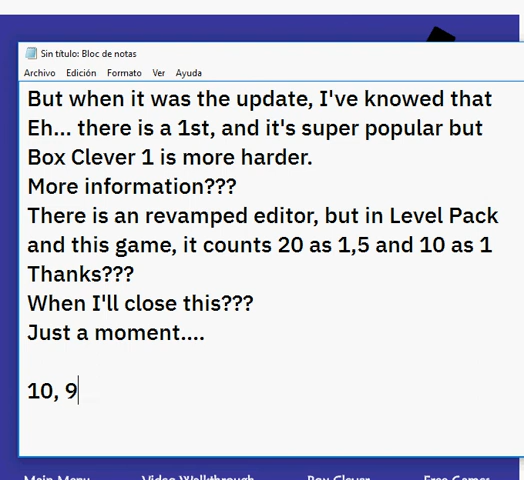 Sin título: Bloc de notas
Archivo Edición Formato Ver Ayuda
But when it was the update, I've knowed that
Eh... there is a 1st, and it's super popular but
Box Clever 1 is more harder.
More information???
There is an revamped editor, but in Level Pack
and this game, it counts 20 as 1,5 and 10 as 1
Thanks???
When I'll close this???
Just a moment....
10, 9
Main Menu Video Walkthrough Box Clever Free Games